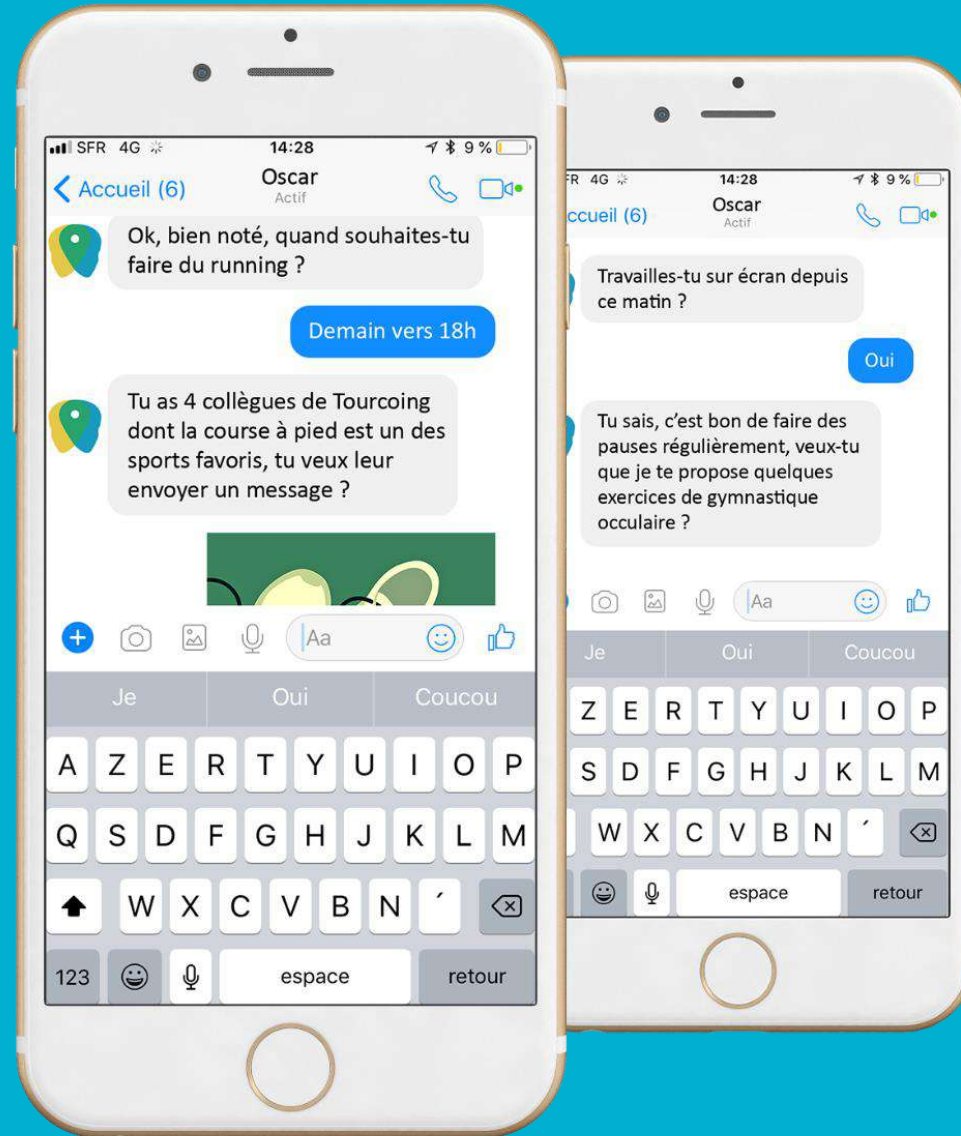 SFR 4G 14:28 9 %
Accueil (6) Oscar
Actif
Ok, bien noté, quand souhaites-tu
faire du running ?
Demain vers 18h
Tu as 4 collègues de Tourcoing
dont la course à pied est un des
sports favoris, tu veux leur
envoyer un message ?
Aa
Je Oui Coucou
A Z E R T Y U I O P
Q S D F G H J K L M
W X C V B N ´
123 espace retour
FR 4G 14:28 9 %
ccueil (6) Oscar
Actif
Travailles-tu sur écran depuis
ce matin ?
Oui
Tu sais, c’est bon de faire des
pauses régulièrement, veux-tu
que je te propose quelques
exercices de gymnastique
occulaire ?
Aa
Je Oui Coucou
Z E R T Y U I O P
S D F G H J K L M
W X C V B N ´
espace retour